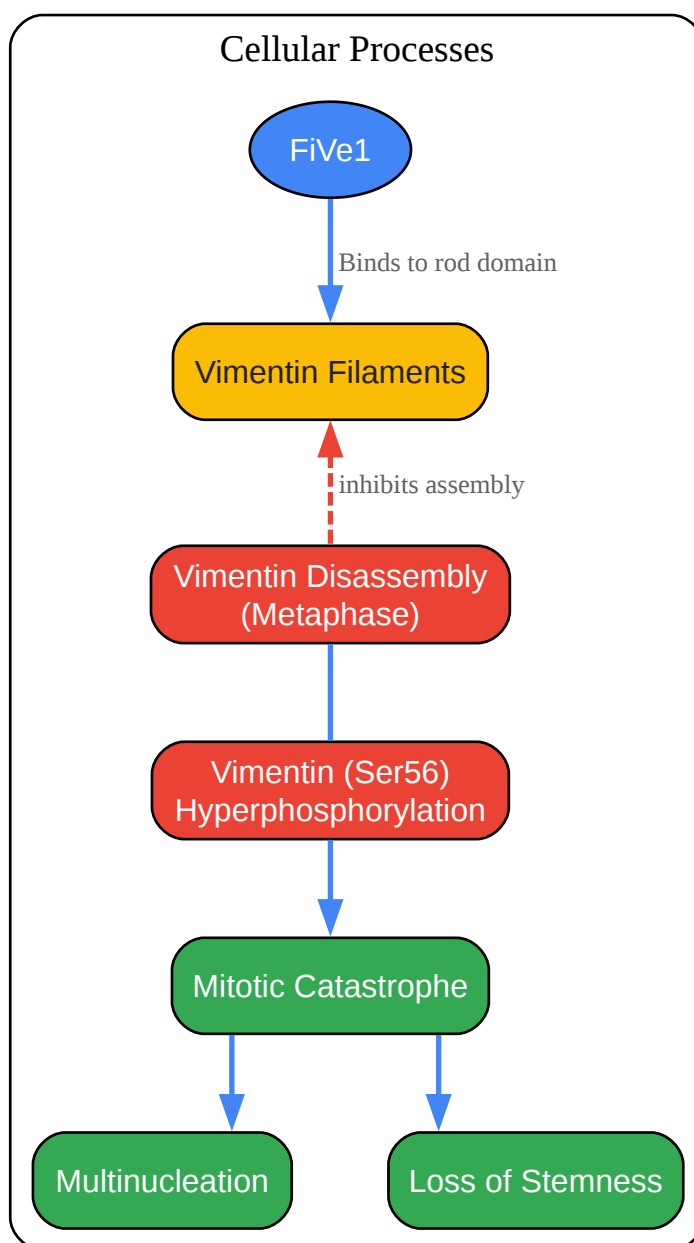 Cellular Processes
FiVe1
Binds to rod domain
Vimentin Filaments
inhibits assembly
Vimentin Disassembly
(Metaphase)
Vimentin (Ser56)
Hyperphosphorylation
Mitotic Catastrophe
Multinucleation
Loss of Stemness